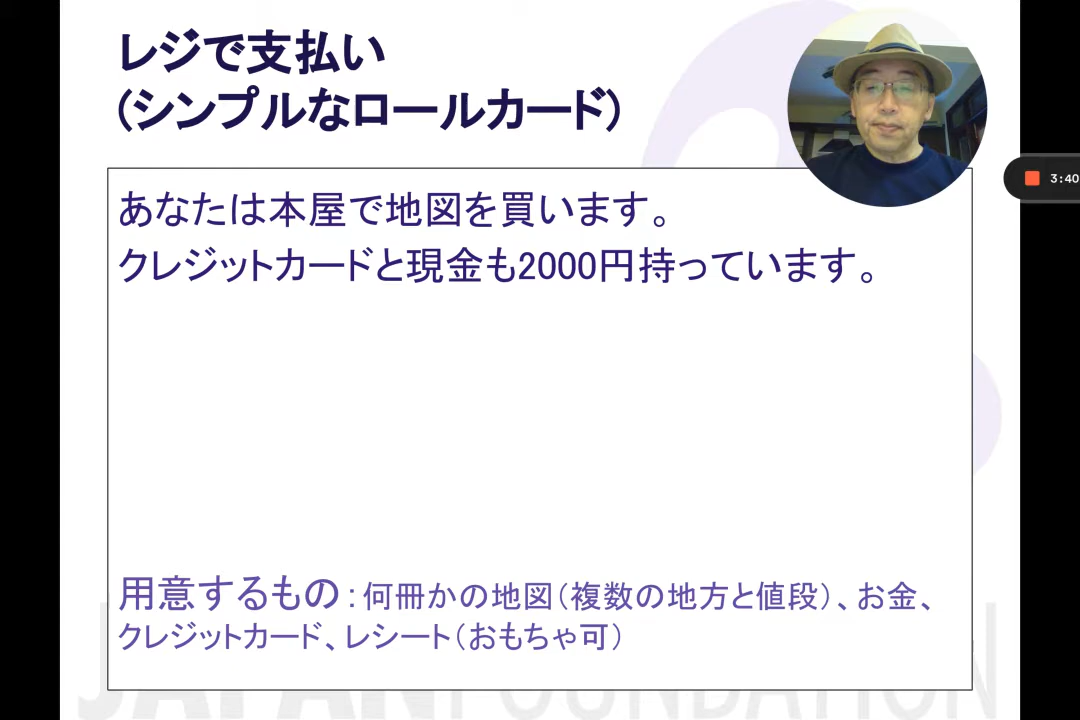 レジで支払い
(シンプルなロールカード)
あなたは本屋で地図を買います。
クレジットカードと現金も2000円持っています。
用意するもの：何冊かの地図（複数の地方と値段）、お金、
クレジットカード、レシート（おもちゃ可）
3:40
JAPANFOUNDATION